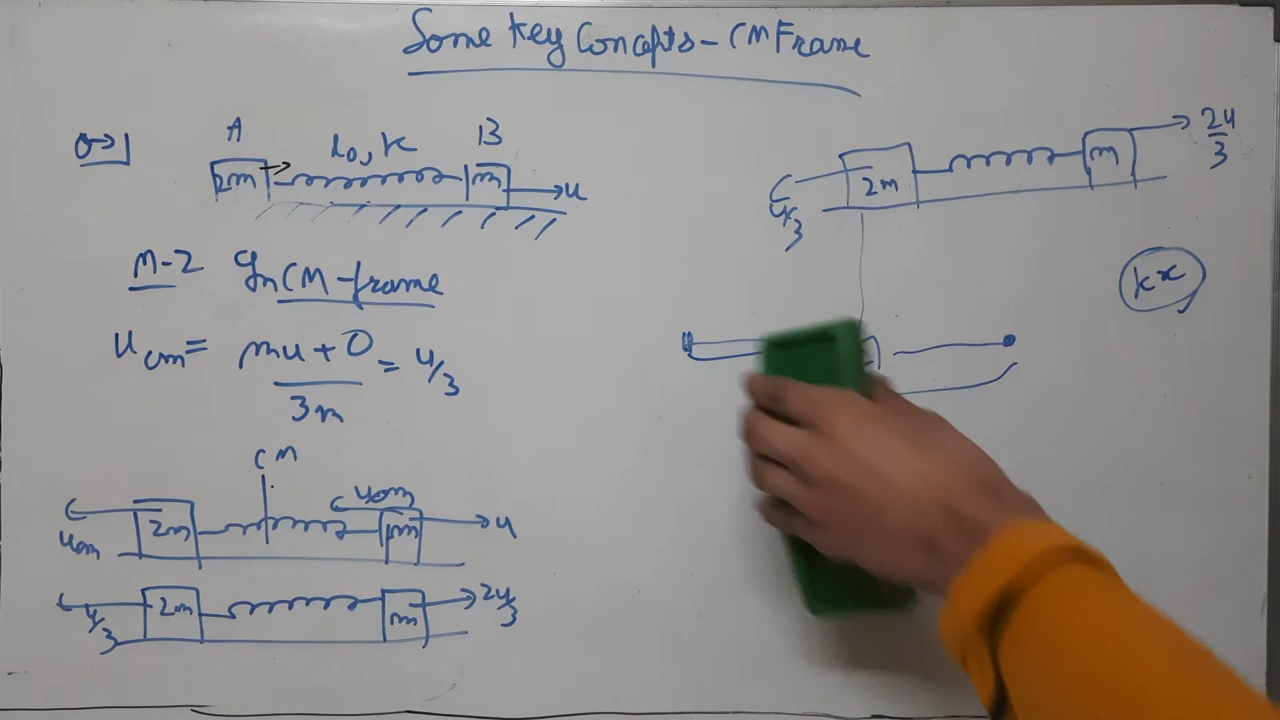 Some Key Concepts - CM Frame
Q→1
A l₀, k B
2m m →u
M-2 In CM-frame
u_cm = (mu + 0)/3m = u/3
CM
u_cm 2m u_cm m u
u/3 2m m 2u/3
2m m 2u/3
u/3
kx